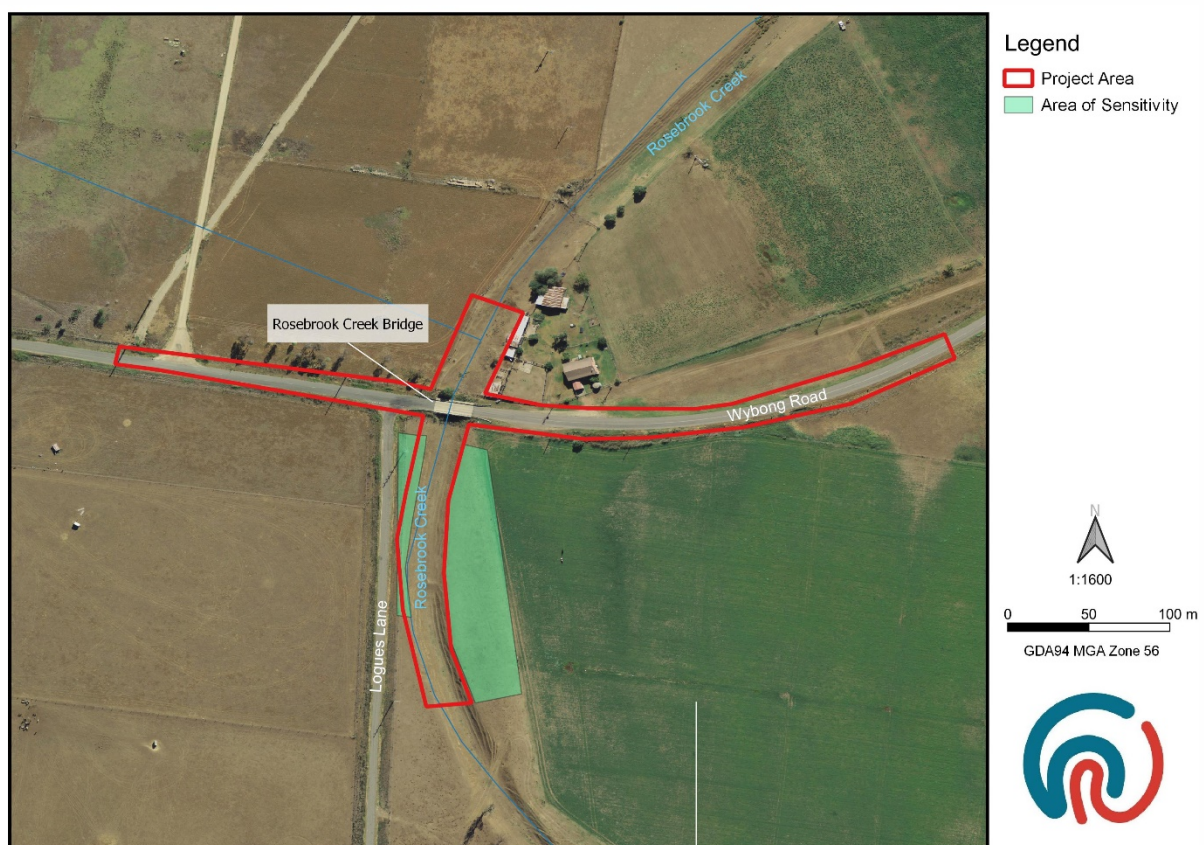 Legend
Project Area
Area of Sensitivity
Rosebrook Creek
Rosebrook Creek Bridge
Wybong Road
Rosebrook Creek
Logues Lane
N
1:1600
0 50 100 m
GDA94 MGA Zone 56